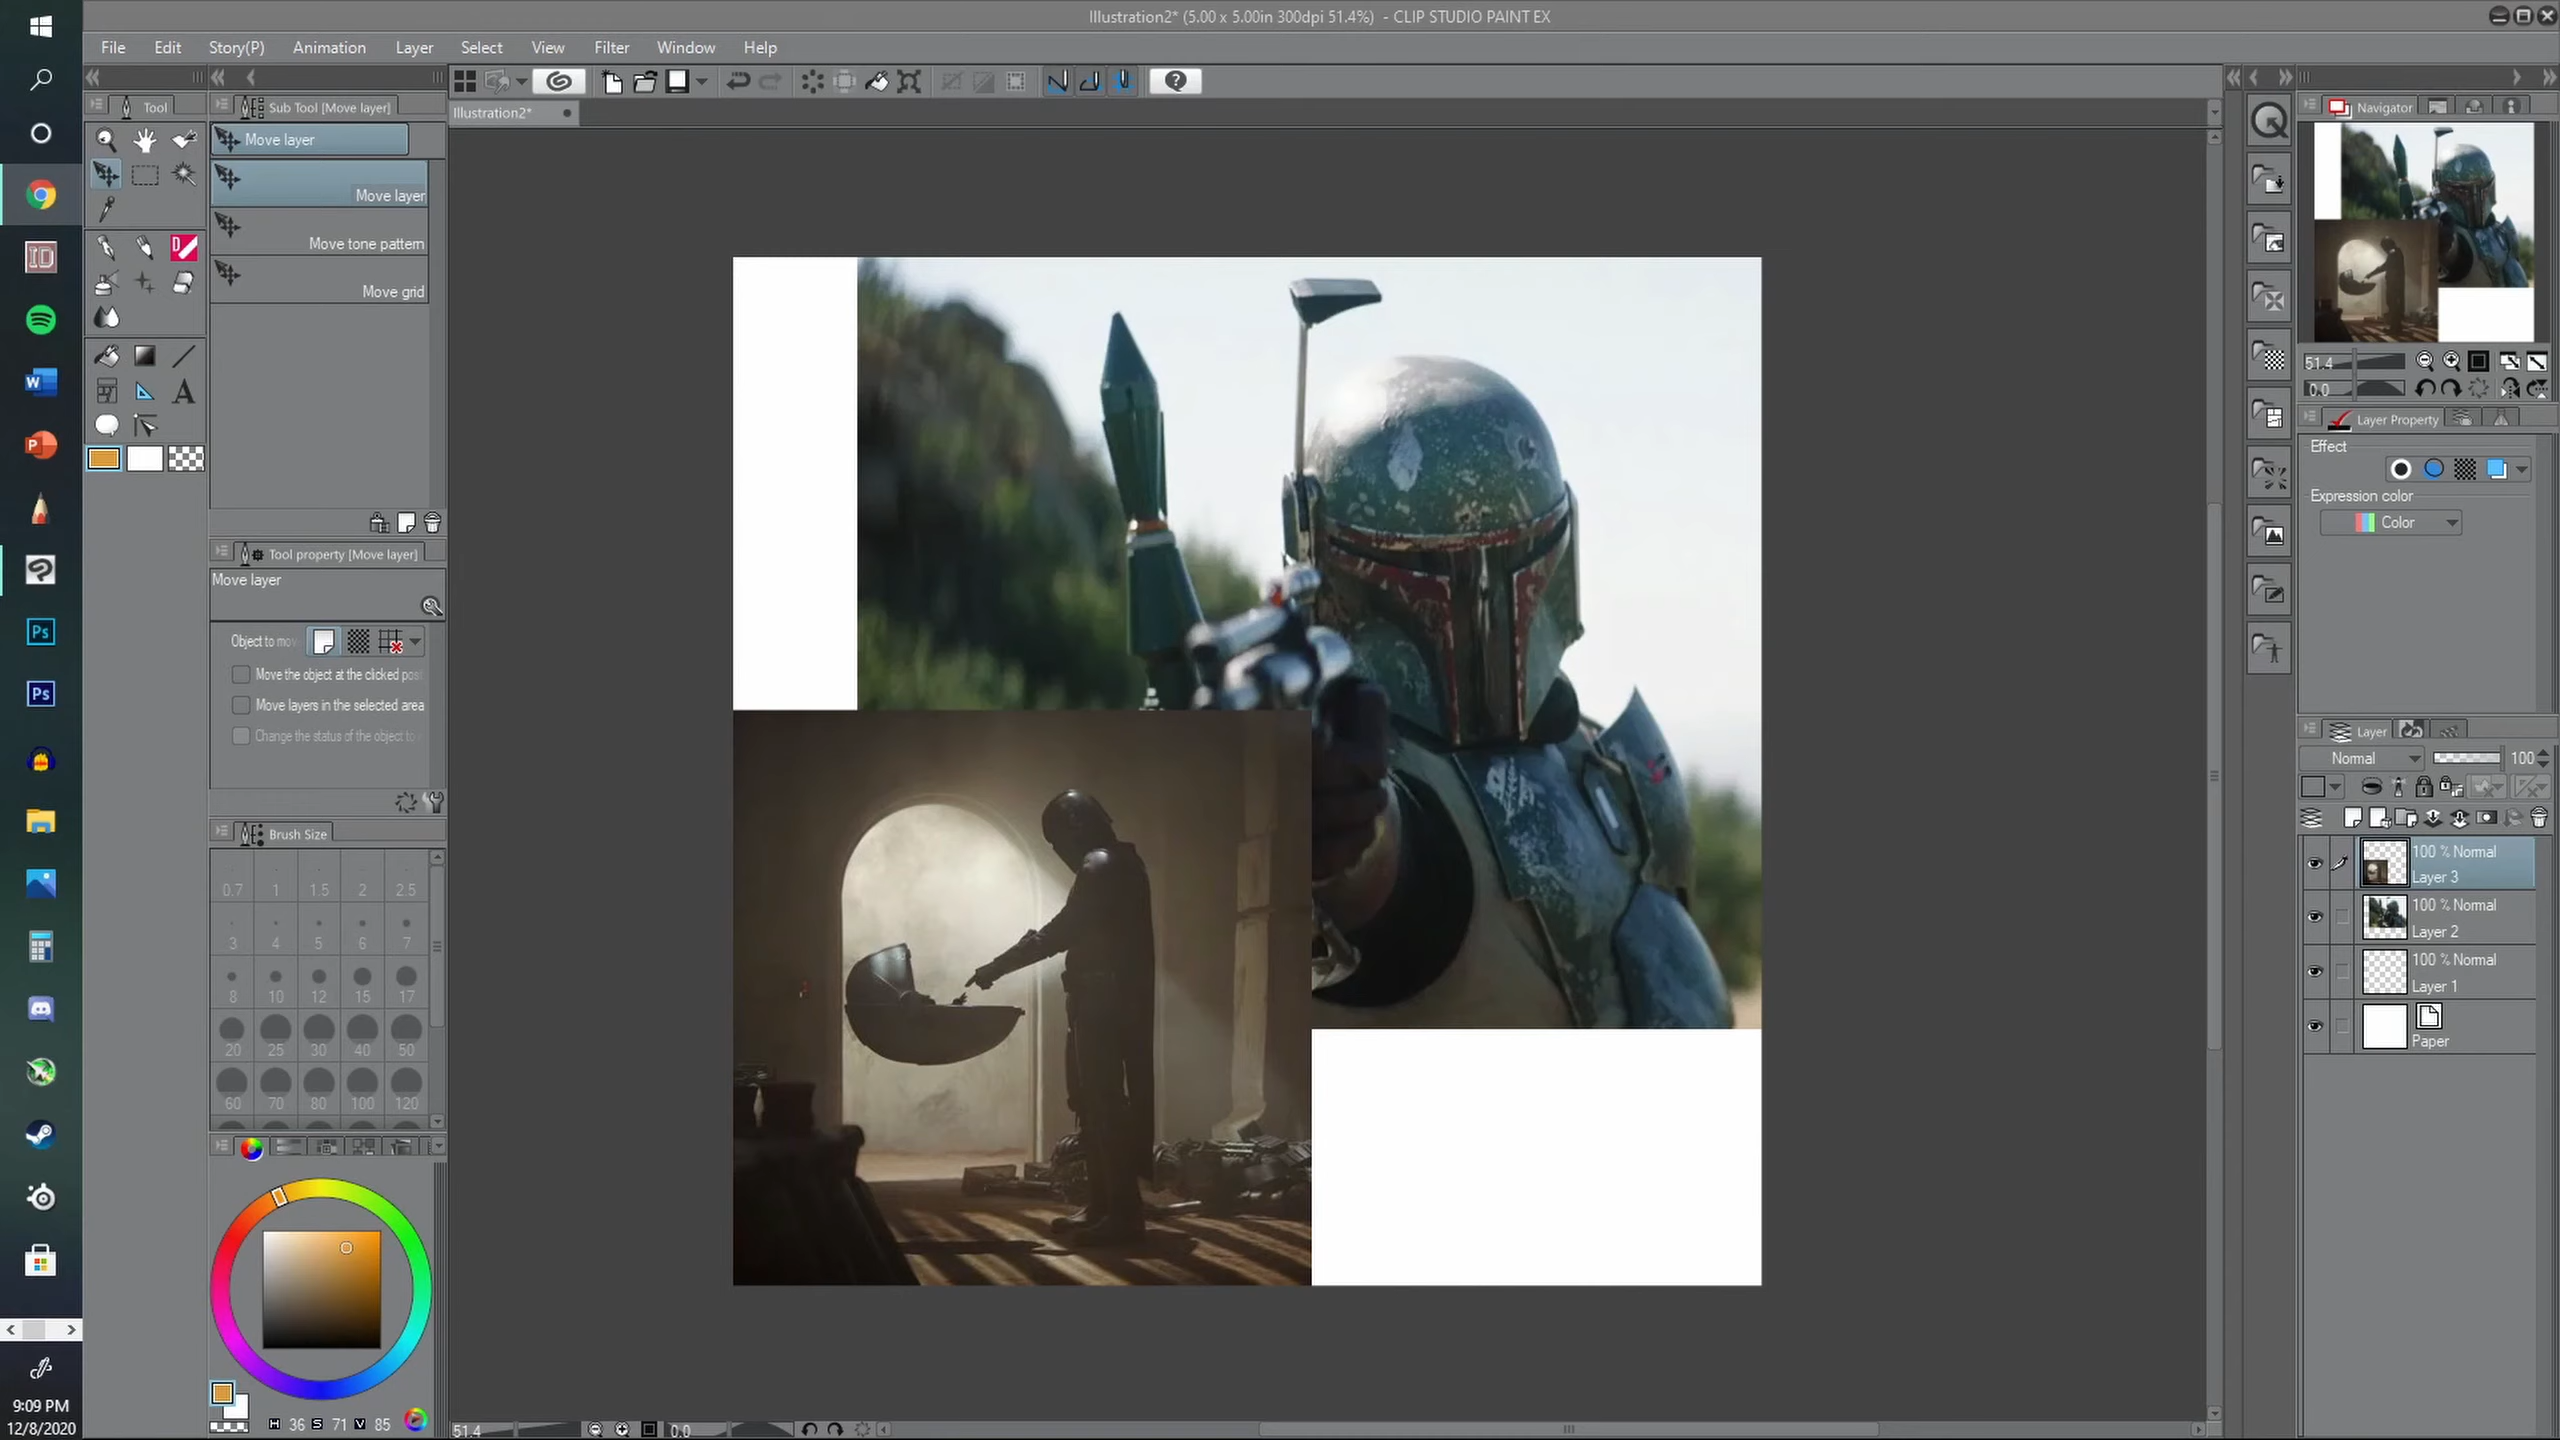 Illustration2* (5.00 x 5.00in 300dpi 51.4%) - CLIP STUDIO PAINT EX
File Edit Story(P) Animation Layer Select View Filter Window Help
Tool
Sub Tool [Move layer]
Illustration2*
Navigator
Move layer
Move layer
Move tone pattern
Move grid
51.4
0.0
Layer Property
Effect
Expression color
Color
Tool property [Move layer]
Move layer
Object to mov
Move the object at the clicked pos
Move layers in the selected area
Change the status of the object to
Layer
Normal 100
Brush Size
0.7 1 1.5 2 2.5
3 4 5 6 7
8 10 12 15 17
20 25 30 40 50
60 70 80 100 120
100 % Normal
Layer 3
100 % Normal
Layer 2
100 % Normal
Layer 1
Paper
ID
W
P
Ps
Ps
D
A
H 36 S 71 V 85
51.4 0.0
9:09 PM
12/8/2020